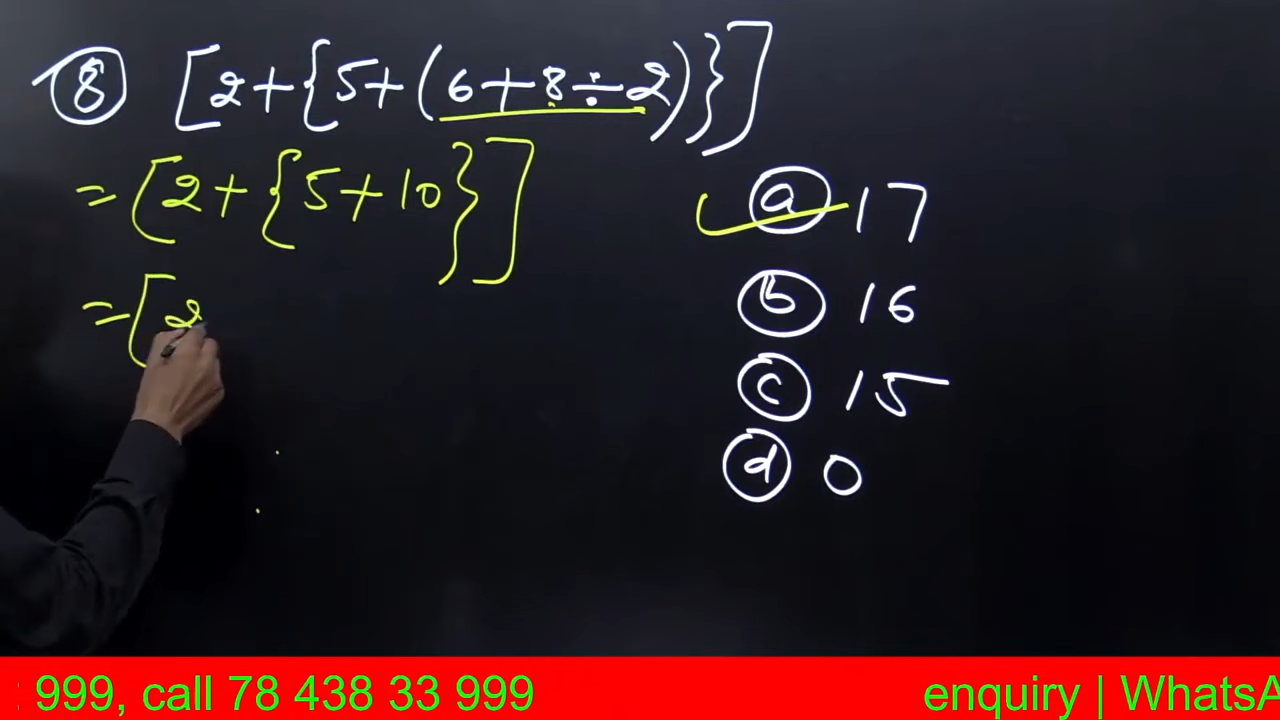 8 [2+{5+(6+8÷2)}]
=[2+{5+10}]
=[2
a 17
b 16
c 15
d 0
999, call 78 438 33 999 enquiry | WhatsA